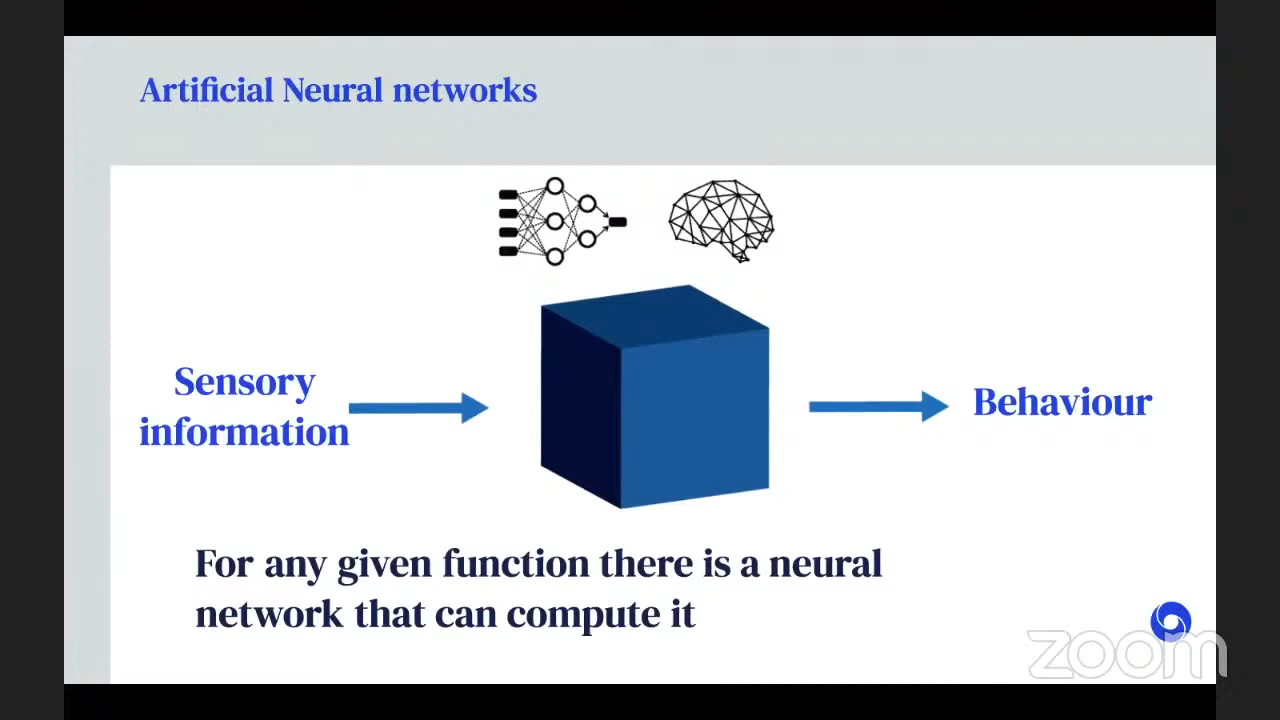 Artificial Neural networks
Sensory
information
Behaviour
For any given function there is a neural
network that can compute it
zoom